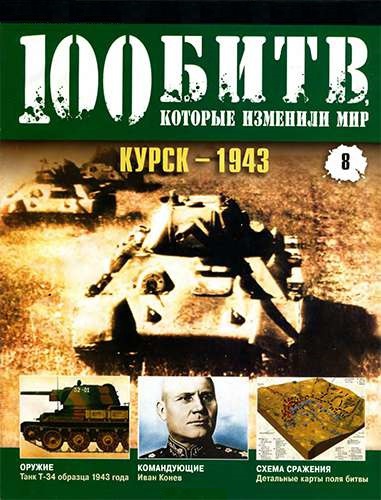 100 БИТВ,
КОТОРЫЕ ИЗМЕНИЛИ МИР
КУРСК – 1943
8
ОРУЖИЕ
Танк Т-34 образца 1943 года
КОМАНДУЮЩИЕ
Иван Конев
СХЕМА СРАЖЕНИЯ
Детальные карты поля битвы